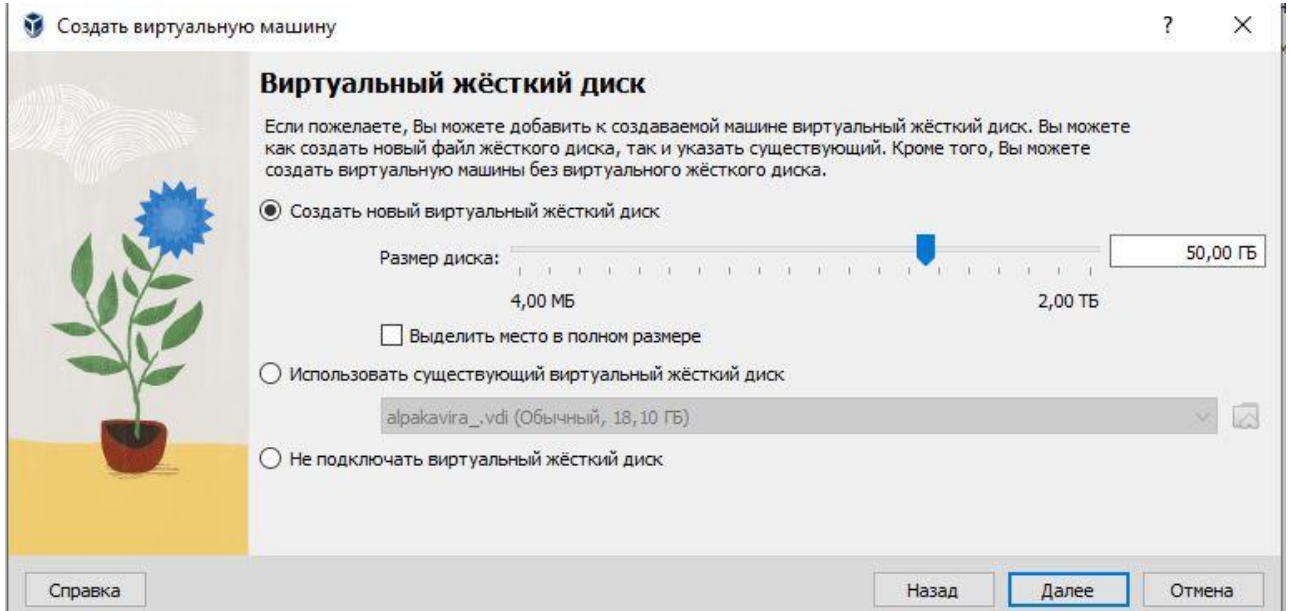 Создать виртуальную машину
?
Виртуальный жёсткий диск
Если пожелаете, Вы можете добавить к создаваемой машине виртуальный жёсткий диск. Вы можете
как создать новый файл жёсткого диска, так и указать существующий. Кроме того, Вы можете
создать виртуальную машины без виртуального жёсткого диска.
Создать новый виртуальный жёсткий диск
Размер диска:
50,00 ГБ
4,00 МБ
2,00 ТБ
Выделить место в полном размере
Использовать существующий виртуальный жёсткий диск
alpakavira_.vdi (Обычный, 18,10 ГБ)
Не подключать виртуальный жёсткий диск
Справка
Назад
Далее
Отмена